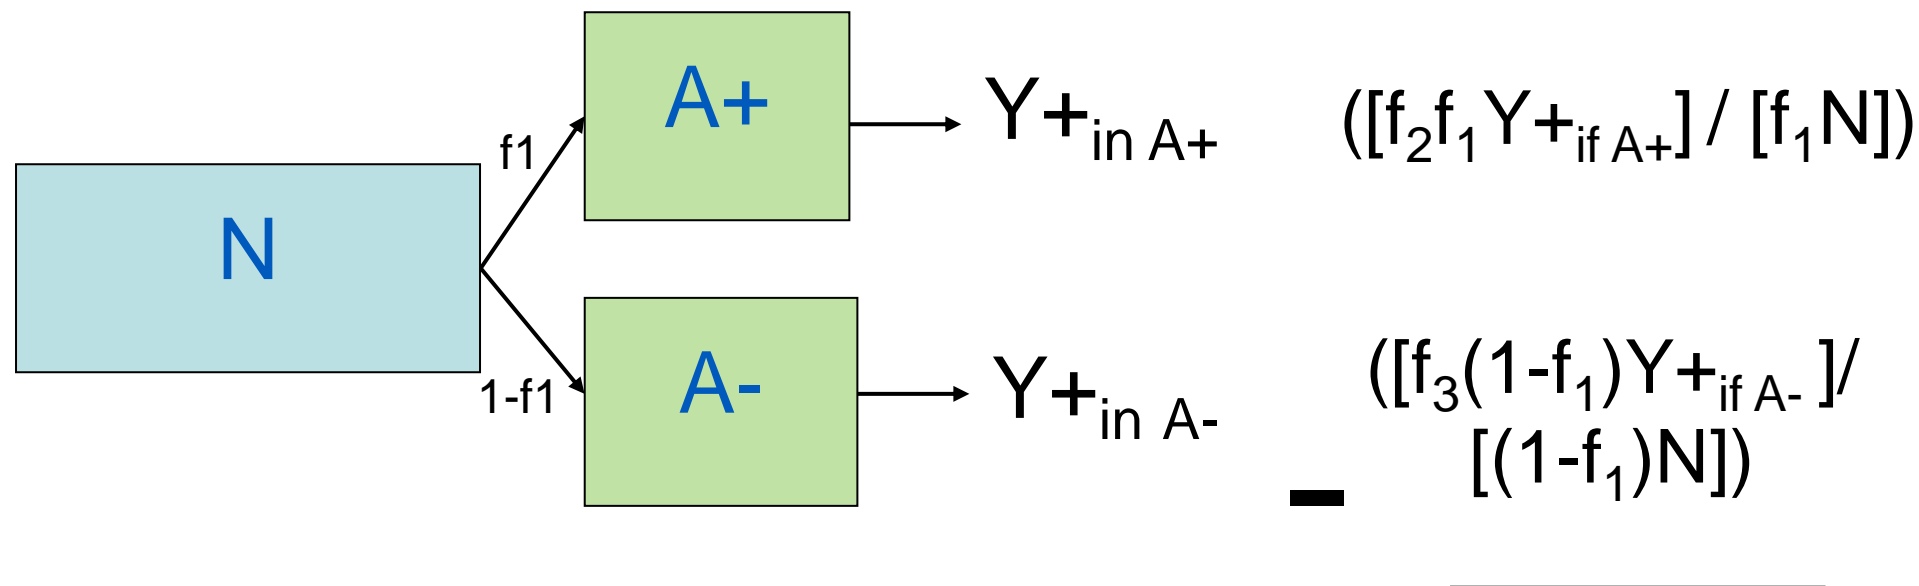 A+
Y+in A+
([f2f1Y+if A+] / [f1N])
f1
N
1-f1
A-
Y+in A-
([f3(1-f1)Y+if A- ]/
[(1-f1)N])
–